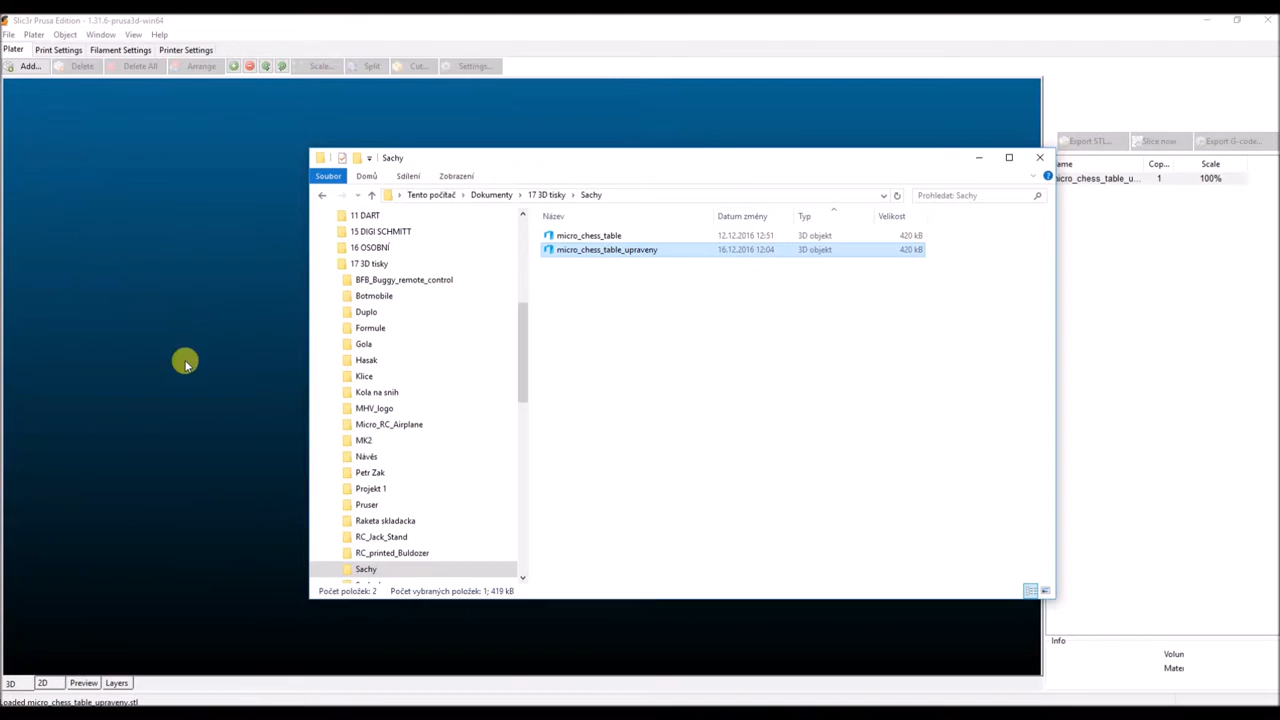 Slic3r Prusa Edition - 1.31.6-prusa3d-win64
File Plater Object Window View Help
Plater Print Settings Filament Settings Printer Settings
Add... Delete Delete All Arrange Scale... Split Cut... Settings...
Export STL... Slice now Export G-code...
Name Cop... Scale
micro_chess_table_u... 1 100%
Sachy
Soubor Domů Sdílení Zobrazení
Tento počítač > Dokumenty > 17 3D tisky > Sachy
Prohledat: Sachy
Název Datum změny Typ Velikost
micro_chess_table 12.12.2016 12:51 3D objekt 420 kB
micro_chess_table_upraveny 16.12.2016 12:04 3D objekt 420 kB
11 DART
15 DIGI SCHMITT
16 OSOBNÍ
17 3D tisky
BFB_Buggy_remote_control
Botmobile
Duplo
Formule
Gola
Hasak
Klice
Kola na snih
MHV_logo
Micro_RC_Airplane
MK2
Návěs
Petr Zak
Projekt 1
Pruser
Raketa skladacka
RC_Jack_Stand
RC_printed_Buldozer
Sachy
Počet položek: 2 Počet vybraných položek: 1; 419 kB
Info
Volun
Mater
3D 2D Preview Layers
Loaded micro_chess_table_upraveny.stl